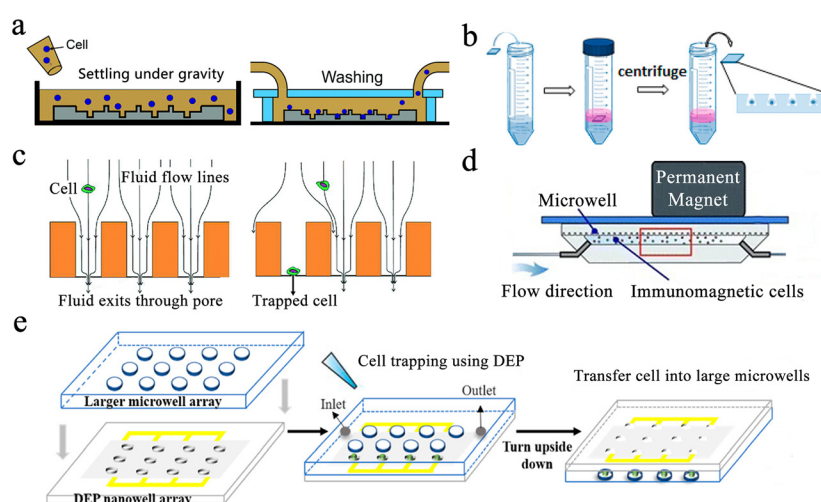 a
Cell
Settling under gravity
Washing
b
centrifuge
c
Cell
Fluid flow lines
Fluid exits through pore
Trapped cell
d
Permanent
Magnet
Microwell
Flow direction
Immunomagnetic cells
e
Larger microwell array
DEP nanowell array
Cell trapping using DEP
Inlet
Outlet
Turn upside
down
Transfer cell into large microwells